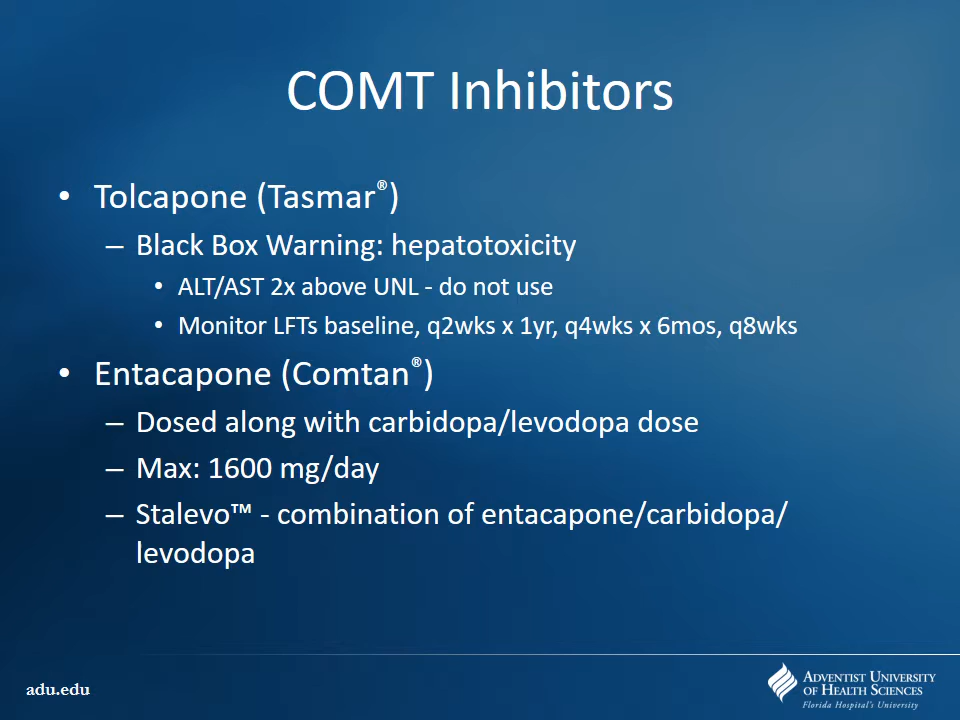 COMT Inhibitors
• Tolcapone (Tasmar®)
– Black Box Warning: hepatotoxicity
• ALT/AST 2x above UNL - do not use
• Monitor LFTs baseline, q2wks x 1yr, q4wks x 6mos, q8wks
• Entacapone (Comtan®)
– Dosed along with carbidopa/levodopa dose
– Max: 1600 mg/day
– Stalevo™ - combination of entacapone/carbidopa/
levodopa
adu.edu
ADVENTIST UNIVERSITY
OF HEALTH SCIENCES
Florida Hospital's University